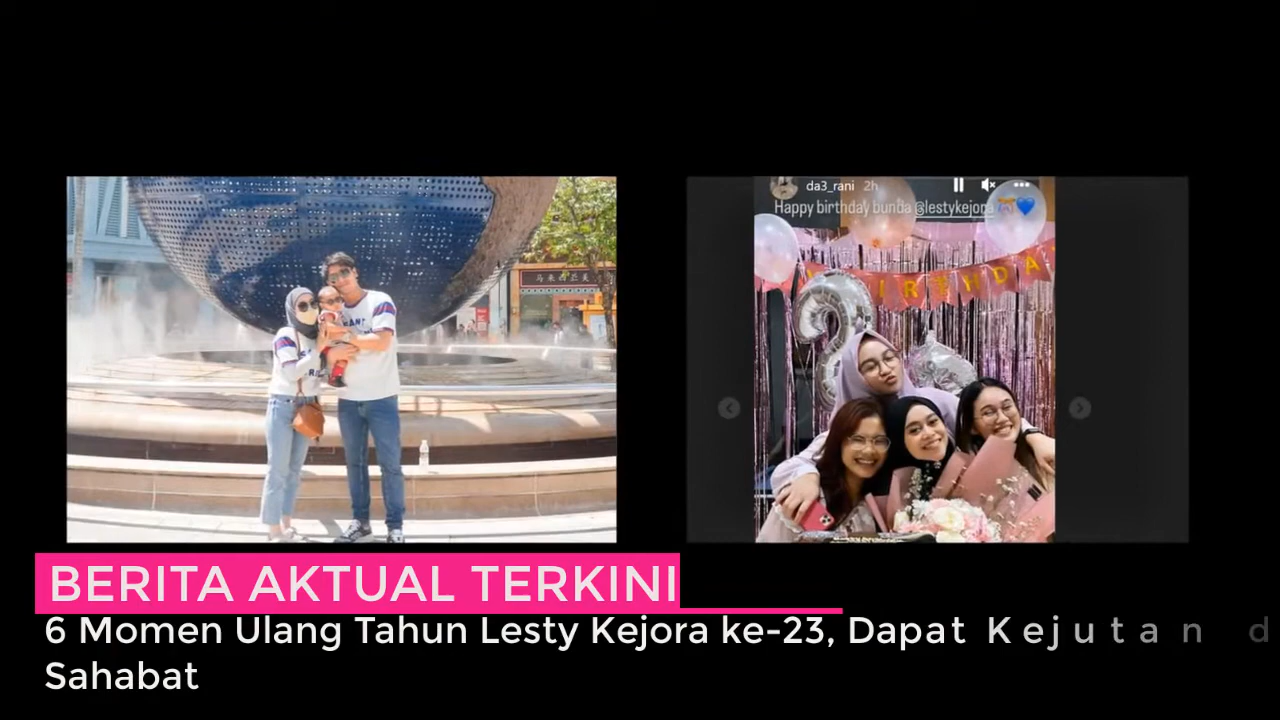 da3_rani 2h
Happy birthday bunda @lestykejora
BIRTHDA
BERITA AKTUAL TERKINI
6 Momen Ulang Tahun Lesty Kejora ke-23, Dapat Kejutan d
Sahabat